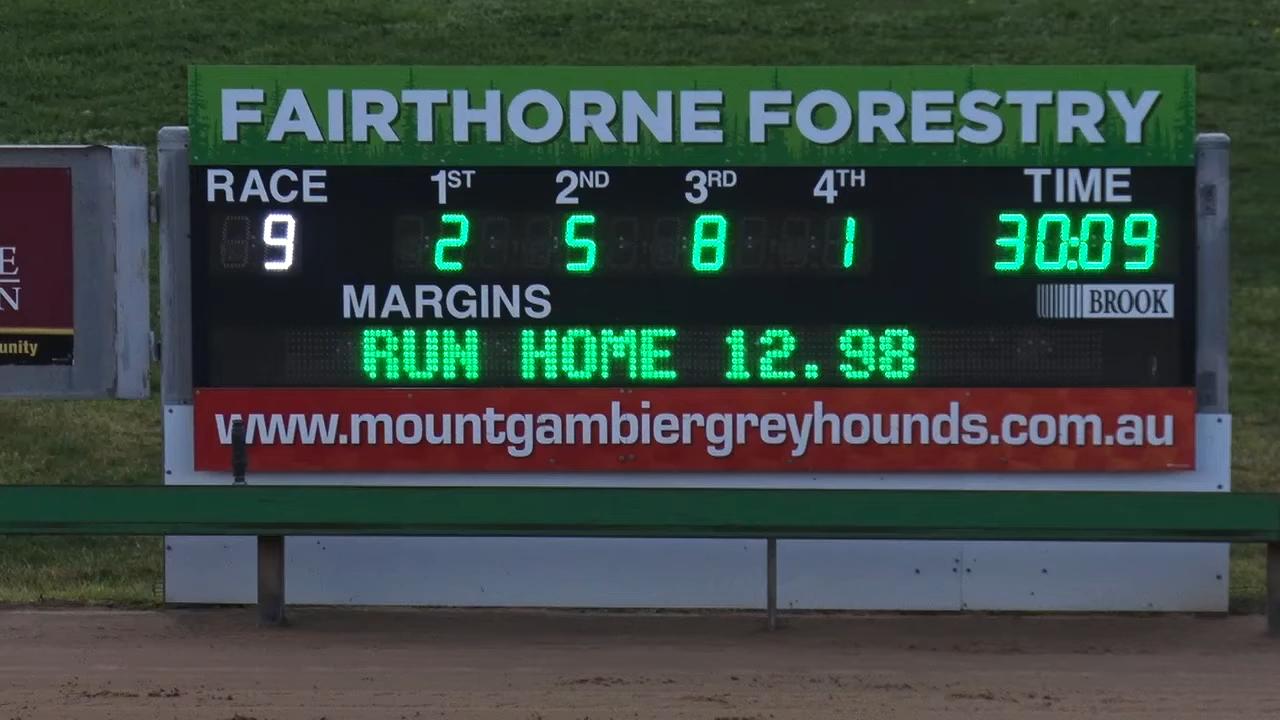 FAIRTHORNE FORESTRY
RACE 1ST 2ND 3RD 4TH TIME
9 2 5 8 1 30:09
MARGINS BROOK
RUN HOME 12.98
www.mountgambiergreyhounds.com.au
E
N
unity